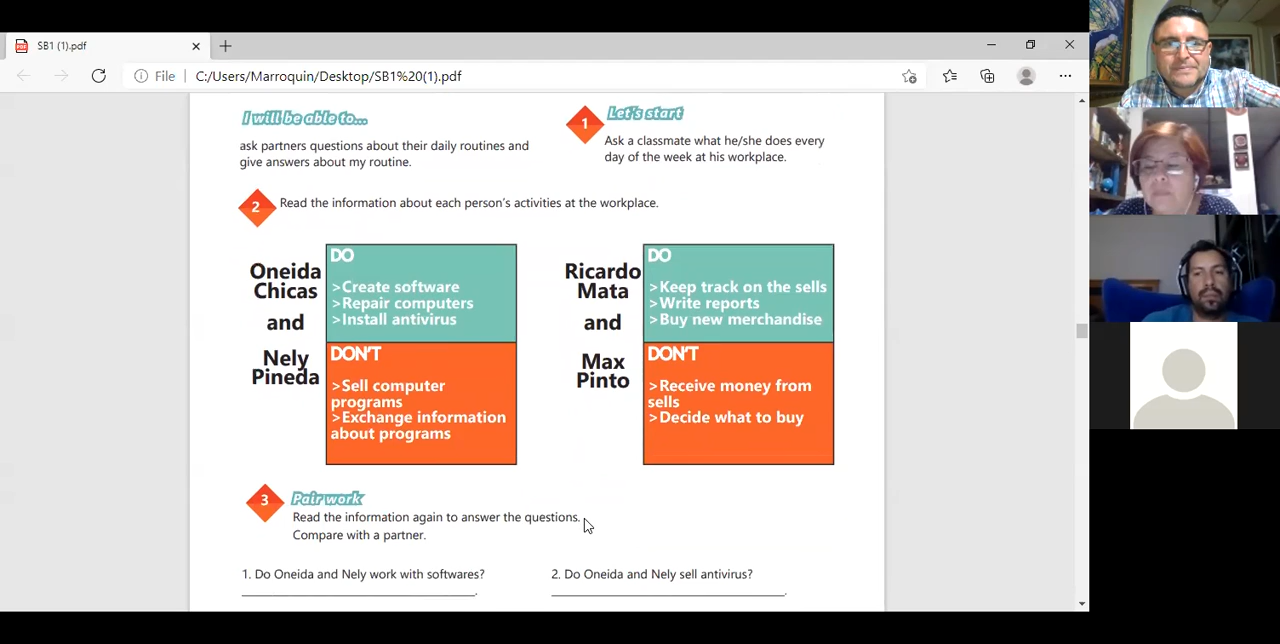 SB1 (1).pdf
File
C:/Users/Marroquin/Desktop/SB1%20(1).pdf
I will be able to...
ask partners questions about their daily routines and
give answers about my routine.
1
Let's start
Ask a classmate what he/she does every
day of the week at his workplace.
2
Read the information about each person's activities at the workplace.
Oneida
Chicas
and
Nely
Pineda
DO
>Create software
>Repair computers
>Install antivirus
DON'T
>Sell computer
programs
>Exchange information
about programs
Ricardo
Mata
and
Max
Pinto
DO
>Keep track on the sells
>Write reports
>Buy new merchandise
DON'T
>Receive money from
sells
>Decide what to buy
3
Pair work
Read the information again to answer the questions.
Compare with a partner.
1. Do Oneida and Nely work with softwares?
2. Do Oneida and Nely sell antivirus?